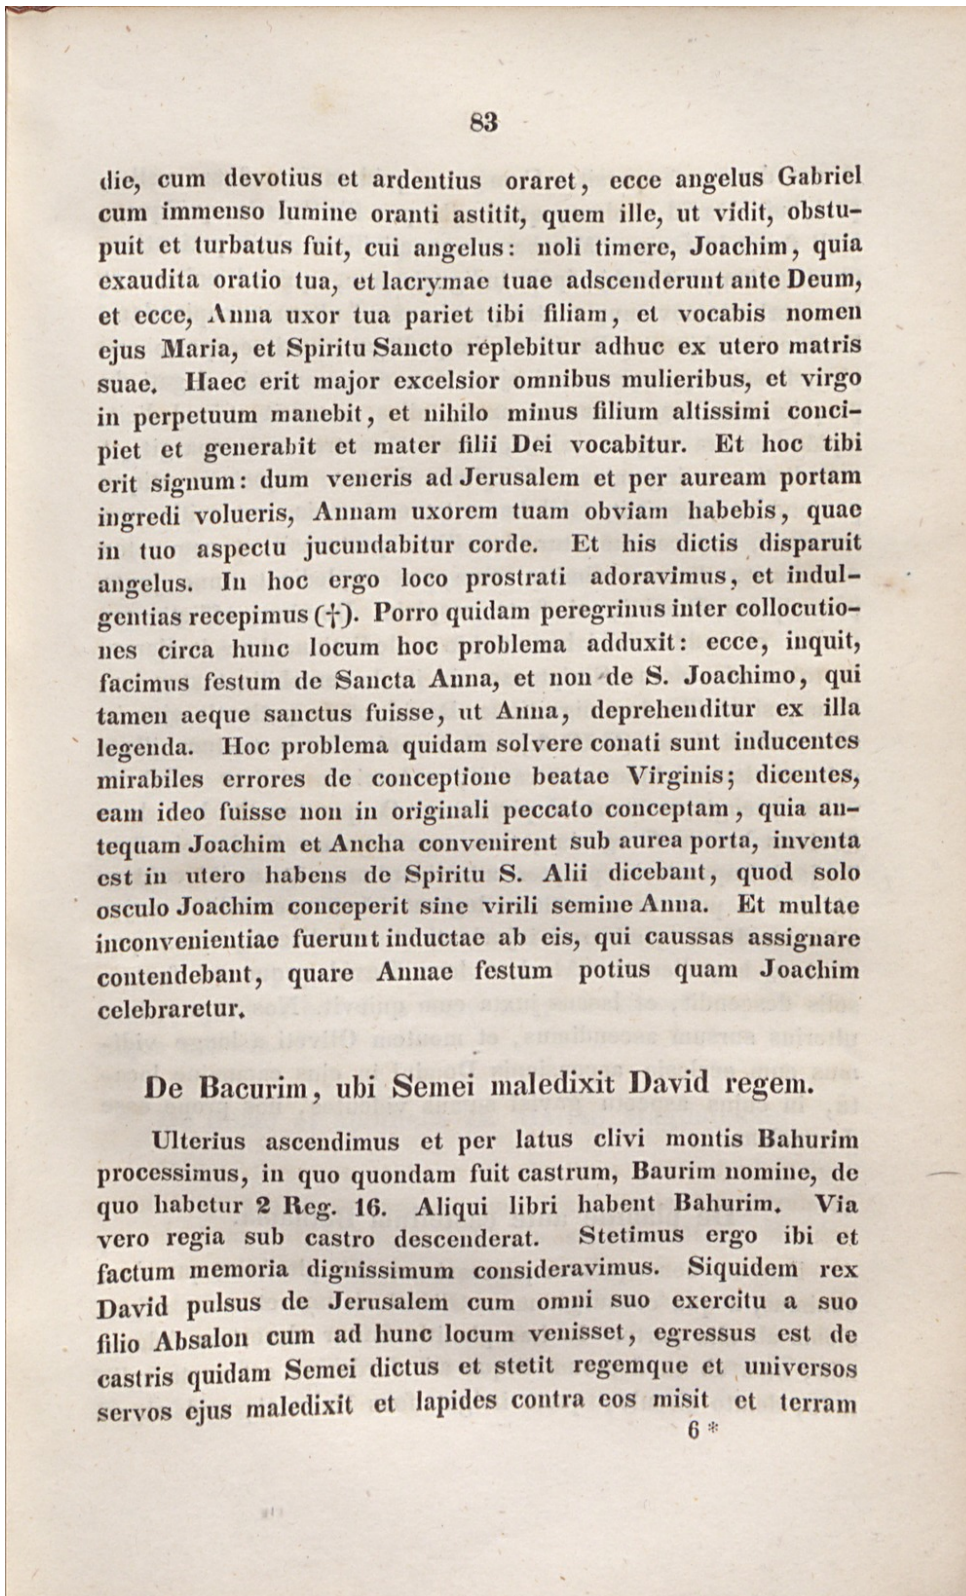 83
die, cum devotius et ardentius oraret, ecce angelus Gabriel
cum immenso lumine oranti astitit, quem ille, ut vidit, obstu-
puit et turbatus fuit, cui angelus: noli timere, Joachim, quia
exaudita oratio tua, et lacrymae tuae adscenderunt ante Deum,
et ecce, Anna uxor tua pariet tibi filiam, et vocabis nomen
ejus Maria, et Spiritu Sancto replebitur adhuc ex utero matris
suae. Haec erit major excelsior omnibus mulieribus, et virgo
in perpetuum manebit, et nihilo minus filium altissimi conci-
piet et generabit et mater filii Dei vocabitur. Et hoc tibi
erit signum: dum veneris ad Jerusalem et per auream portam
ingredi volueris, Annam uxorem tuam obviam habebis, quae
in tuo aspectu jucundabitur corde. Et his dictis disparuit
angelus. In hoc ergo loco prostrati adoravimus, et indul-
gentias recepimus (†). Porro quidam peregrinus inter collocutio-
nes circa hunc locum hoc problema adduxit: ecce, inquit,
facimus festum de Sancta Anna, et non de S. Joachimo, qui
tamen aeque sanctus fuisse, ut Anna, deprehenditur ex illa
legenda. Hoc problema quidam solvere conati sunt inducentes
mirabiles errores de conceptione beatae Virginis; dicentes,
eam ideo fuisse non in originali peccato conceptam, quia an-
tequam Joachim et Ancha convenirent sub aurea porta, inventa
est in utero habens de Spiritu S. Alii dicebant, quod solo
osculo Joachim conceperit sine virili semine Anna. Et multae
inconvenientiae fuerunt inductae ab eis, qui caussas assignare
contendebant, quare Annae festum potius quam Joachim
celebraretur.
De Bacurim, ubi Semei maledixit David regem.
Ulterius ascendimus et per latus clivi montis Bahurim
processimus, in quo quondam fuit castrum, Baurim nomine, de
quo habetur 2 Reg. 16. Aliqui libri habent Bahurim. Via
vero regia sub castro descenderat. Stetimus ergo ibi et
factum memoria dignissimum consideravimus. Siquidem rex
David pulsus de Jerusalem cum omni suo exercitu a suo
filio Absalon cum ad hunc locum venisset, egressus est de
castris quidam Semei dictus et stetit regemque et universos
servos ejus maledixit et lapides contra eos misit et terram
6 *